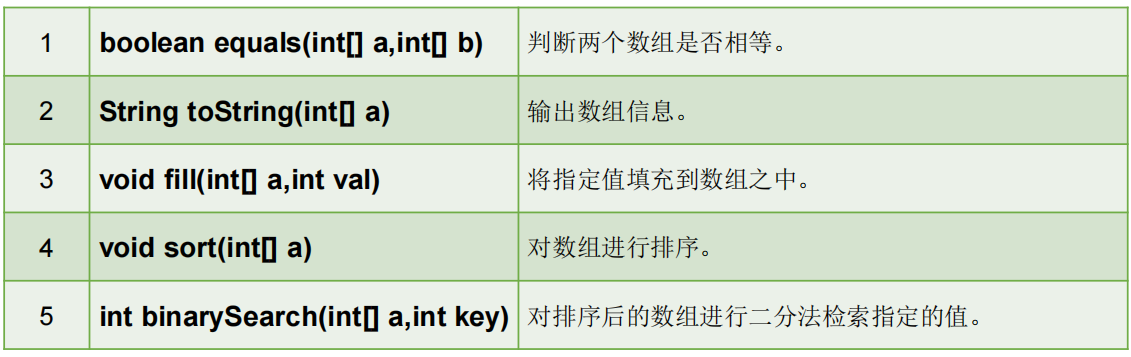 1 boolean equals(int[] a,int[] b) 判断两个数组是否相等。
2 String toString(int[] a) 输出数组信息。
3 void fill(int[] a,int val) 将指定值填充到数组之中。
4 void sort(int[] a) 对数组进行排序。
5 int binarySearch(int[] a,int key) 对排序后的数组进行二分法检索指定的值。